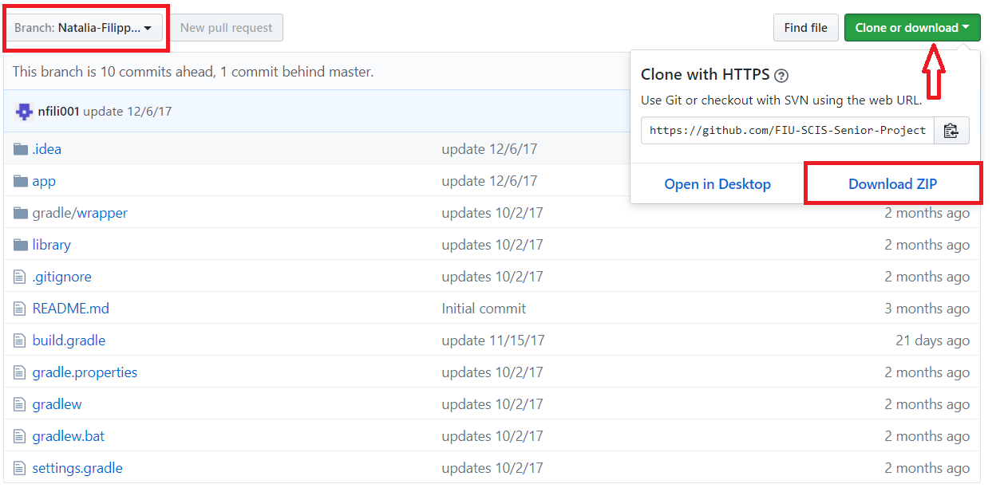 Branch: Natalia-Filipp... New pull request Find file Clone or download
This branch is 10 commits ahead, 1 commit behind master.
Clone with HTTPS ?
Use Git or checkout with SVN using the web URL.
https://github.com/FIU-SCIS-Senior-Project
Open in Desktop Download ZIP
nfili001 update 12/6/17
.idea update 12/6/17
app update 12/6/17
gradle/wrapper updates 10/2/17 2 months ago
library updates 10/2/17 2 months ago
.gitignore updates 10/2/17 2 months ago
README.md Initial commit 3 months ago
build.gradle update 11/15/17 21 days ago
gradle.properties updates 10/2/17 2 months ago
gradlew updates 10/2/17 2 months ago
gradlew.bat updates 10/2/17 2 months ago
settings.gradle updates 10/2/17 2 months ago